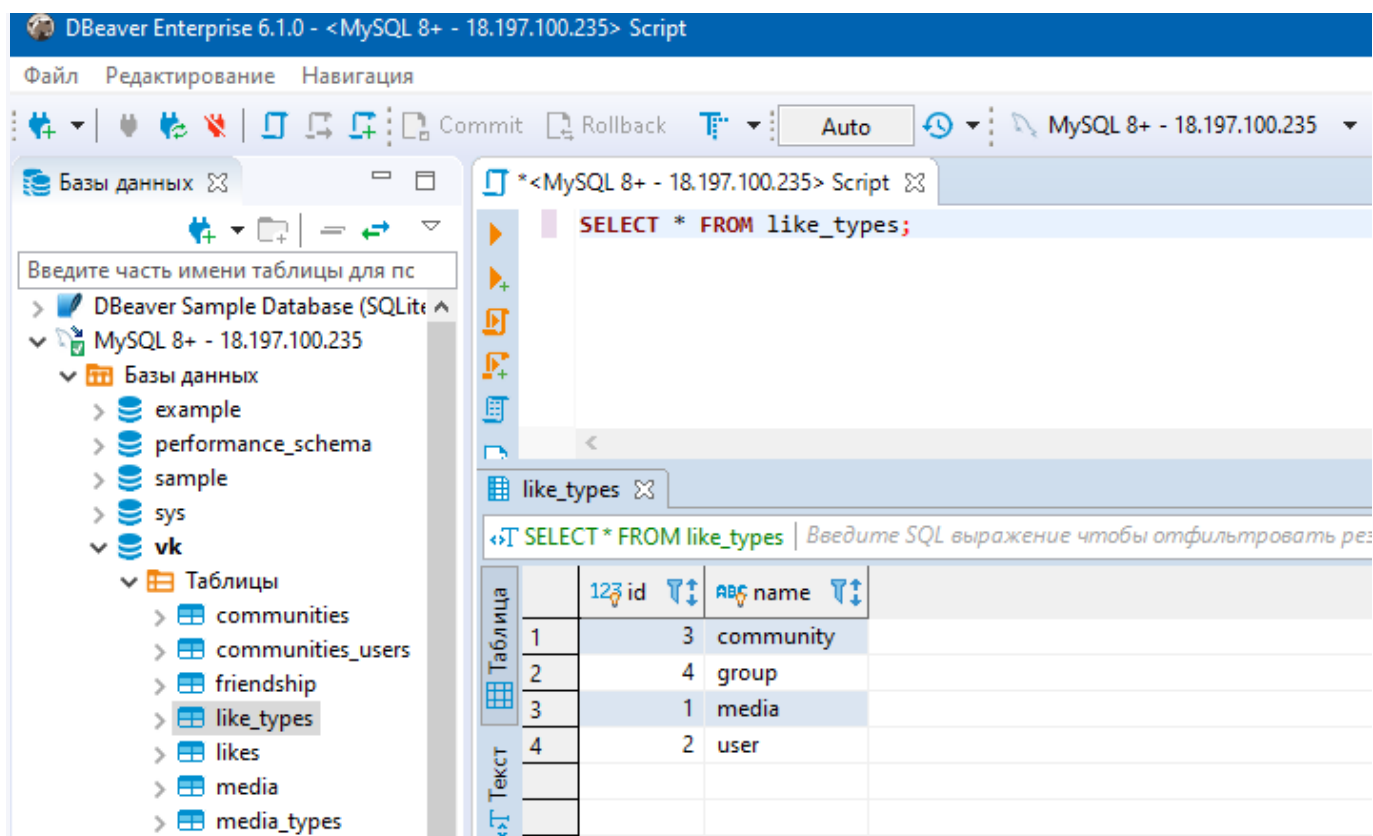 DBeaver Enterprise 6.1.0 - <MySQL 8+ - 18.197.100.235> Script
Файл Редактирование Навигация
Commit Rollback Auto MySQL 8+ - 18.197.100.235
Базы данных
Введите часть имени таблицы для пс
DBeaver Sample Database (SQLite
MySQL 8+ - 18.197.100.235
Базы данных
example
performance_schema
sample
sys
vk
Таблицы
communities
communities_users
friendship
like_types
likes
media
media_types
*<MySQL 8+ - 18.197.100.235> Script
SELECT * FROM like_types;
like_types
SELECT * FROM like_types Введите SQL выражение чтобы отфильтровать рез
Таблица
Текст
123 id ABC name
1 3 community
2 4 group
3 1 media
4 2 user